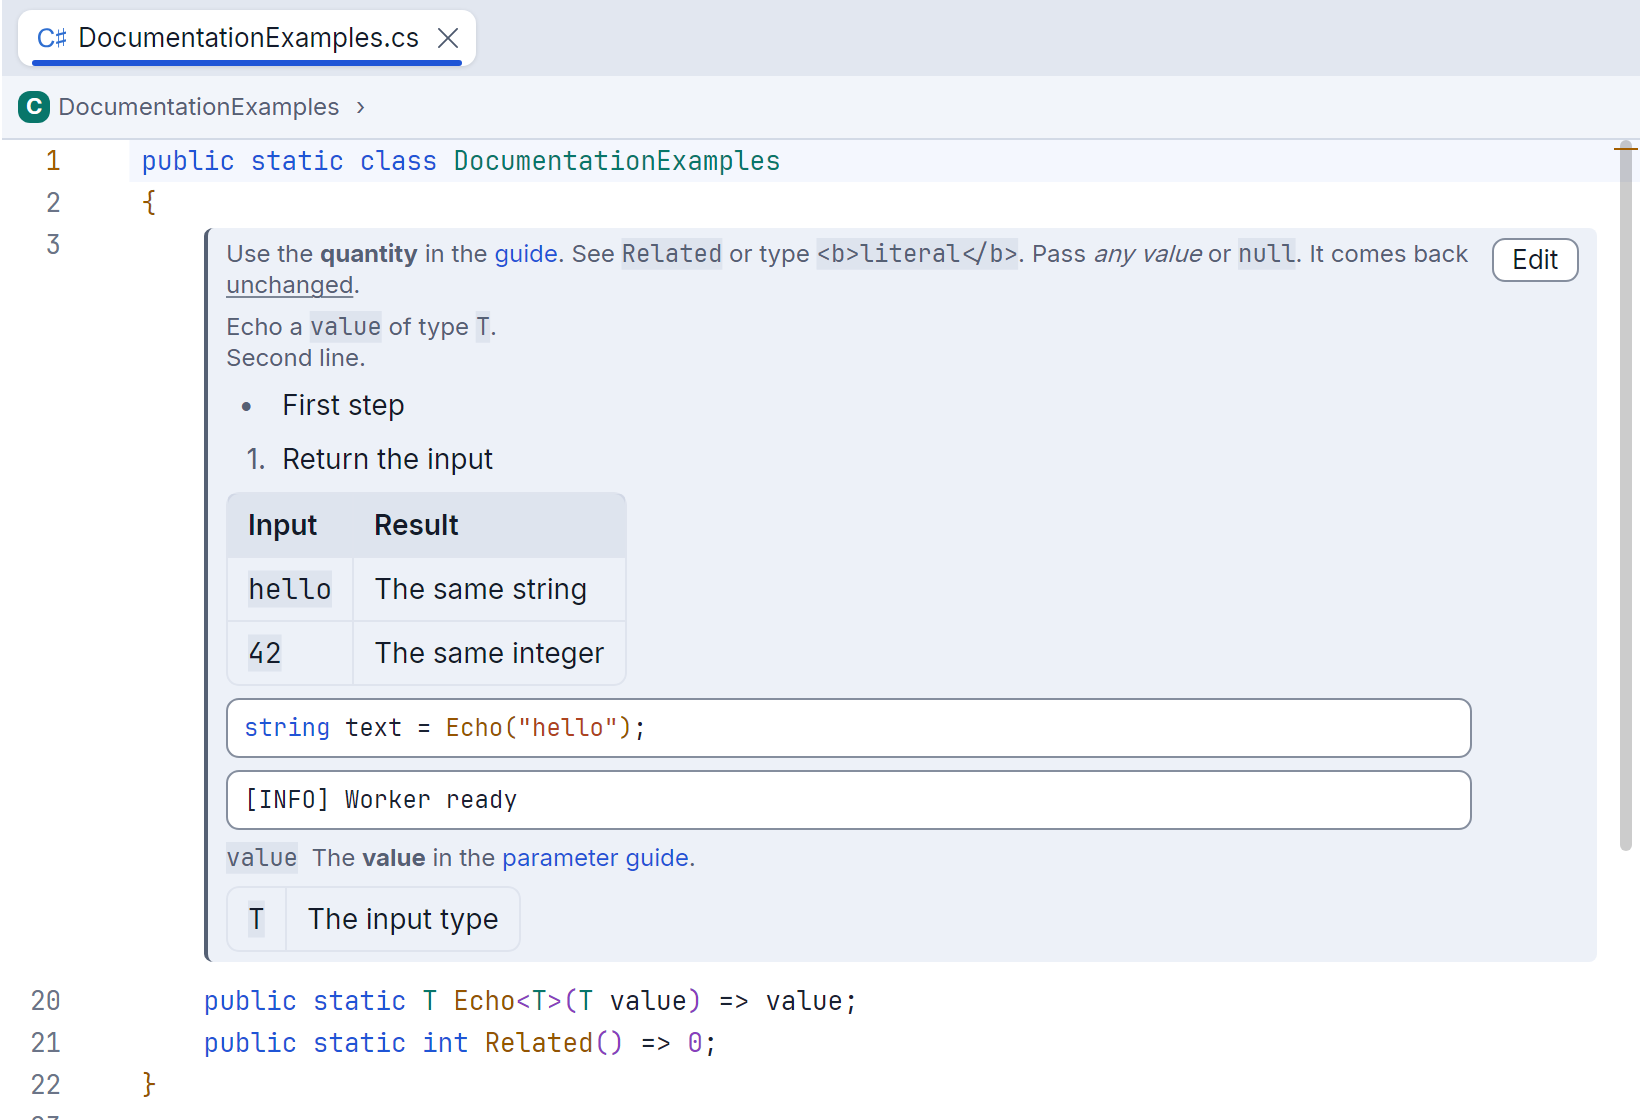 C# DocumentationExamples.cs
C DocumentationExamples ›
1 public static class DocumentationExamples
2 {
3
Use the quantity in the guide. See Related or type <b>literal</b>. Pass any value or null. It comes back
Edit
unchanged.
Echo a value of type T.
Second line.
• First step
1. Return the input
Input Result
hello The same string
42 The same integer
string text = Echo("hello");
[INFO] Worker ready
value The value in the parameter guide.
T The input type
20 public static T Echo<T>(T value) => value;
21 public static int Related() => 0;
22 }